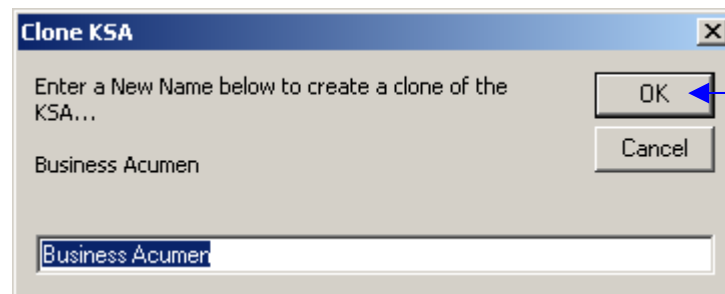 Clone KSA
Enter a New Name below to create a clone of the
KSA...
OK
Cancel
Business Acumen
Business Acumen